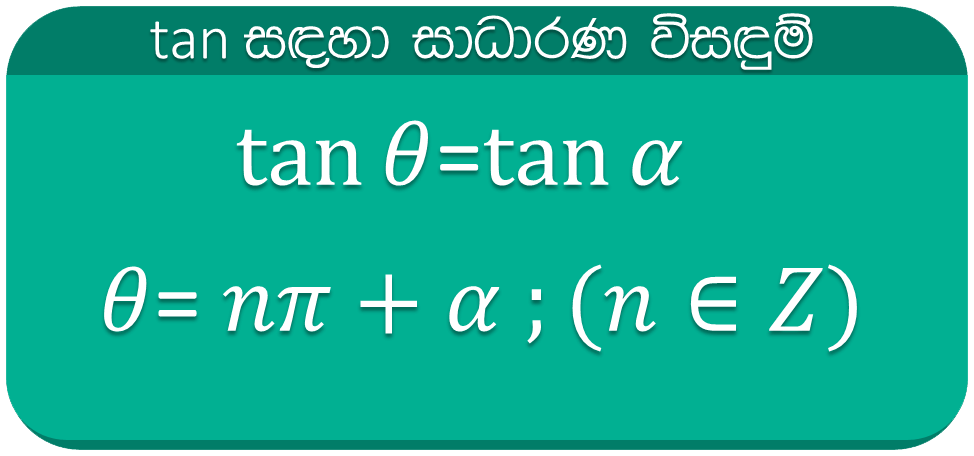 tan සඳහා සාධාරණ විසඳුම්
tan θ=tan α
θ= nπ + α ; (n ∈ Z)